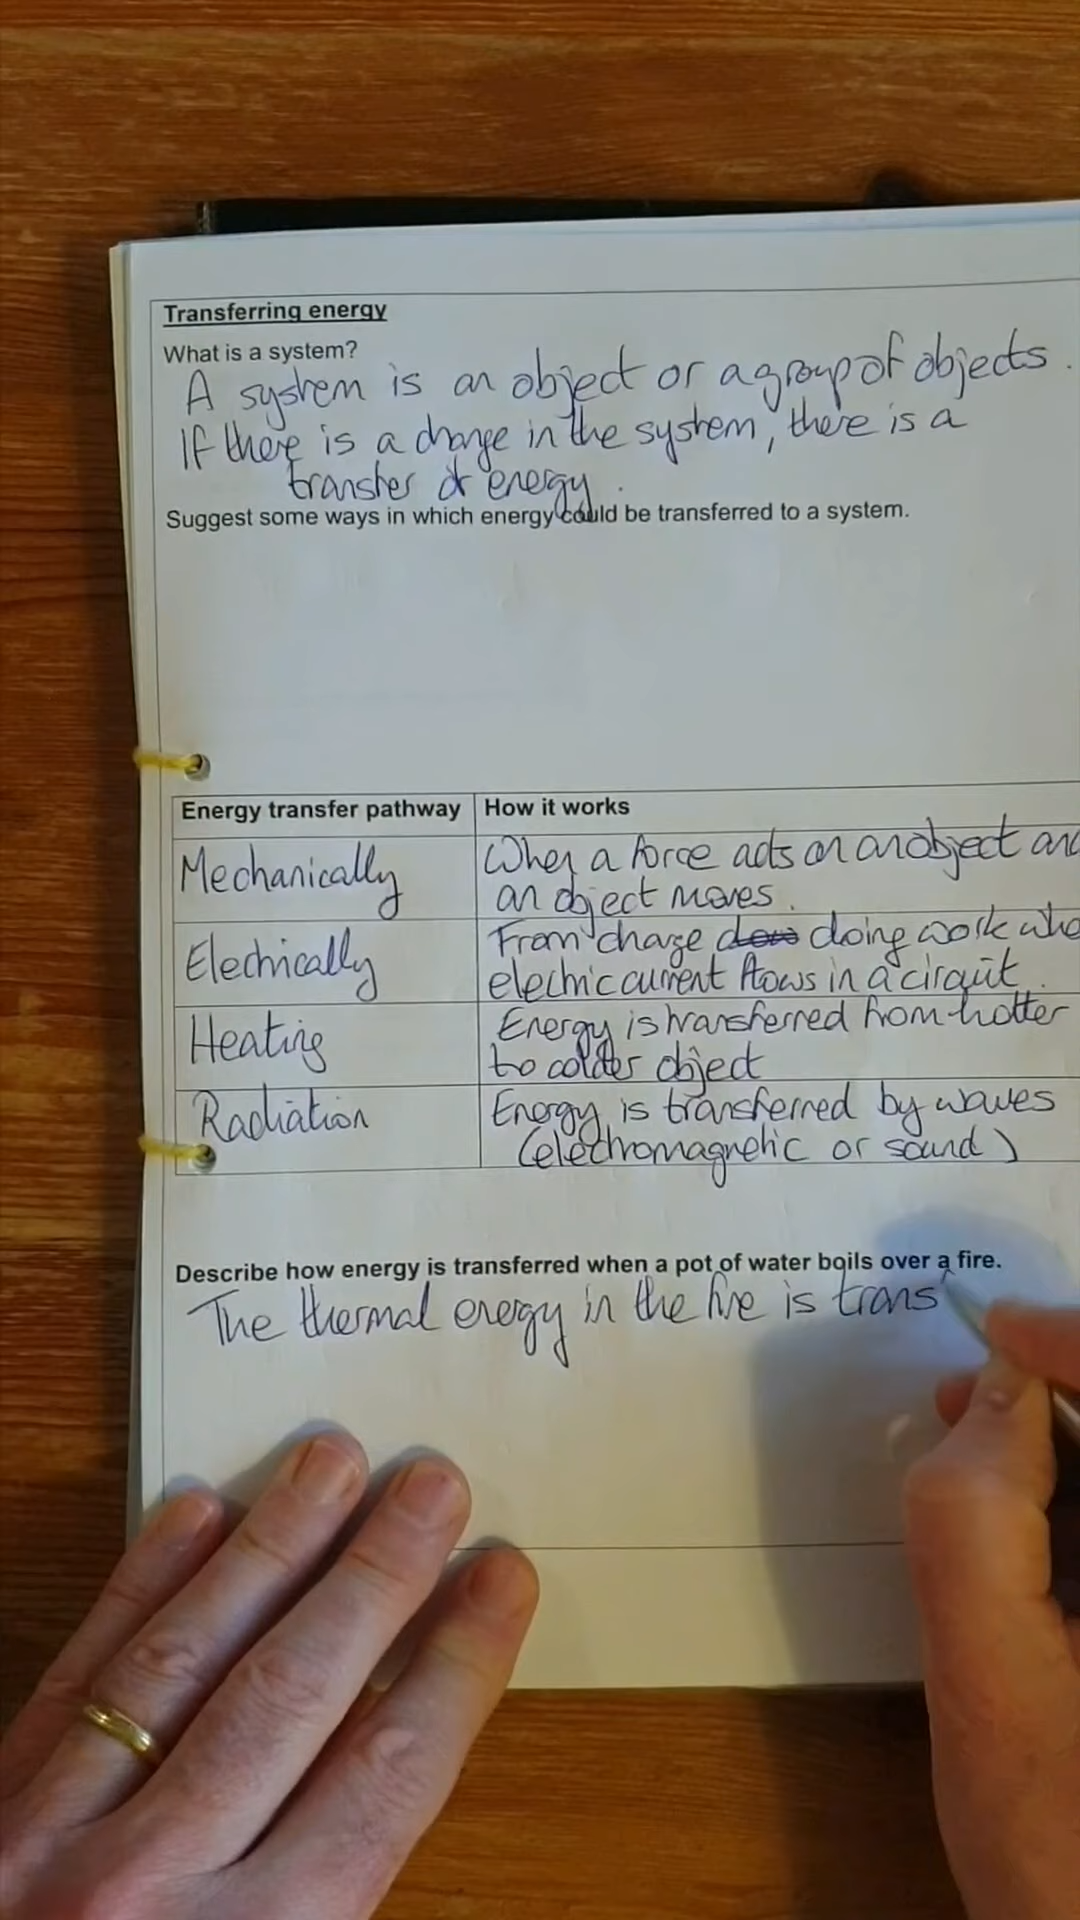 Transferring energy
What is a system?
A system is an object or a group of objects.
If there is a change in the system, there is a
transfer of energy.
Suggest some ways in which energy could be transferred to a system.
Energy transfer pathway How it works
Mechanically When a force acts on an object and
an object moves.
Electrically From charge doing work whe
electric current flows in a circuit.
Heating Energy is transferred from hotter
to colder object
Radiation Energy is transferred by waves
(electromagnetic or sound)
Describe how energy is transferred when a pot of water boils over a fire.
The thermal energy in the fire is trans